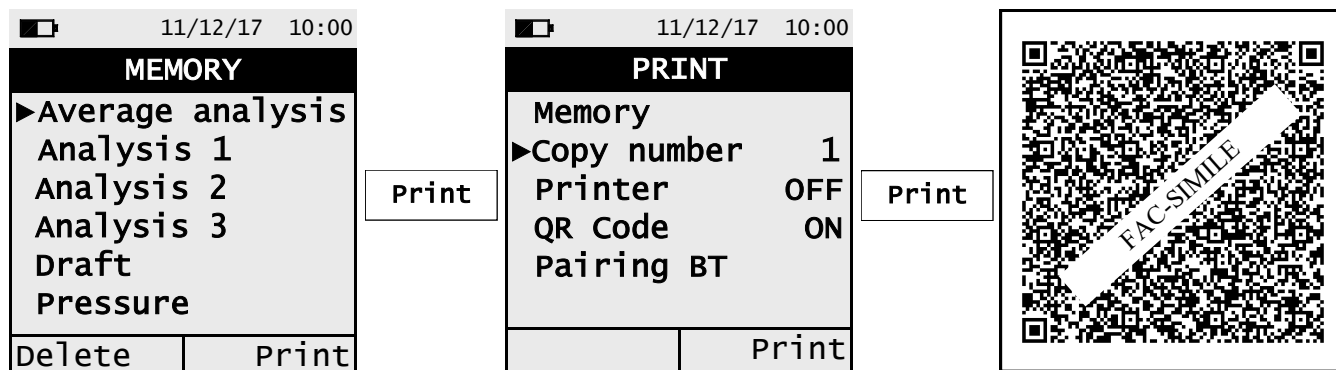 11/12/17 10:00
MEMORY
Average analysis
Analysis 1
Analysis 2
Analysis 3
Draft
Pressure
Delete Print
Print
11/12/17 10:00
PRINT
Memory
Copy number 1
Printer OFF
QR Code ON
Pairing BT
Print
Print
FAC-SIMILE